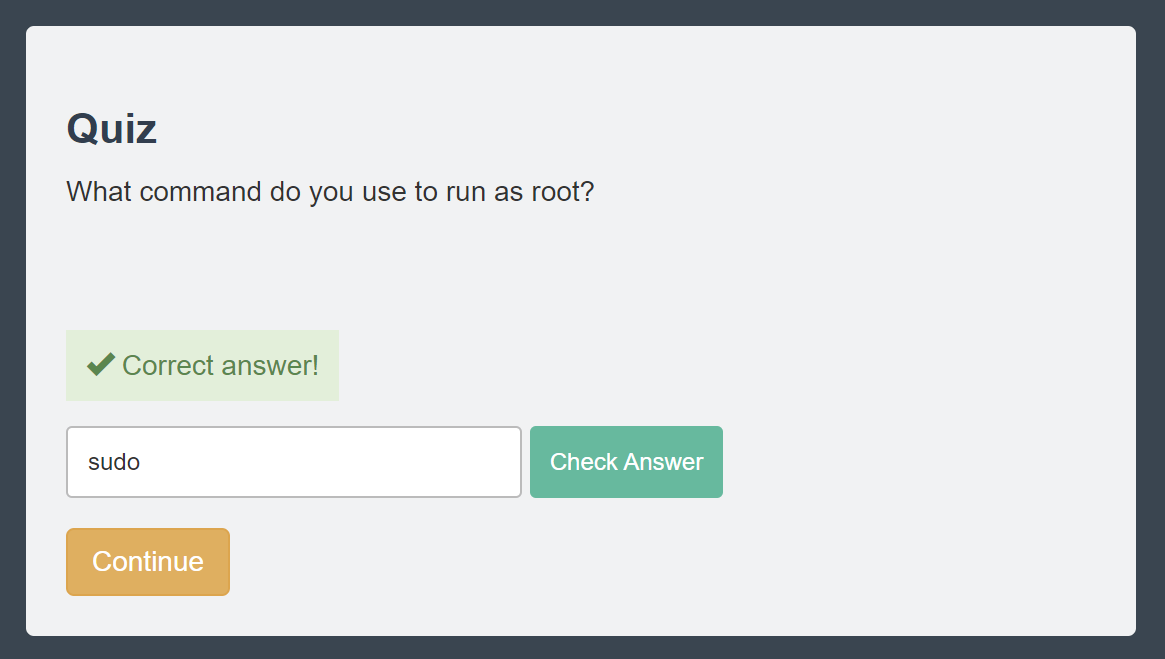 Quiz
What command do you use to run as root?
Correct answer!
sudo
Check Answer
Continue